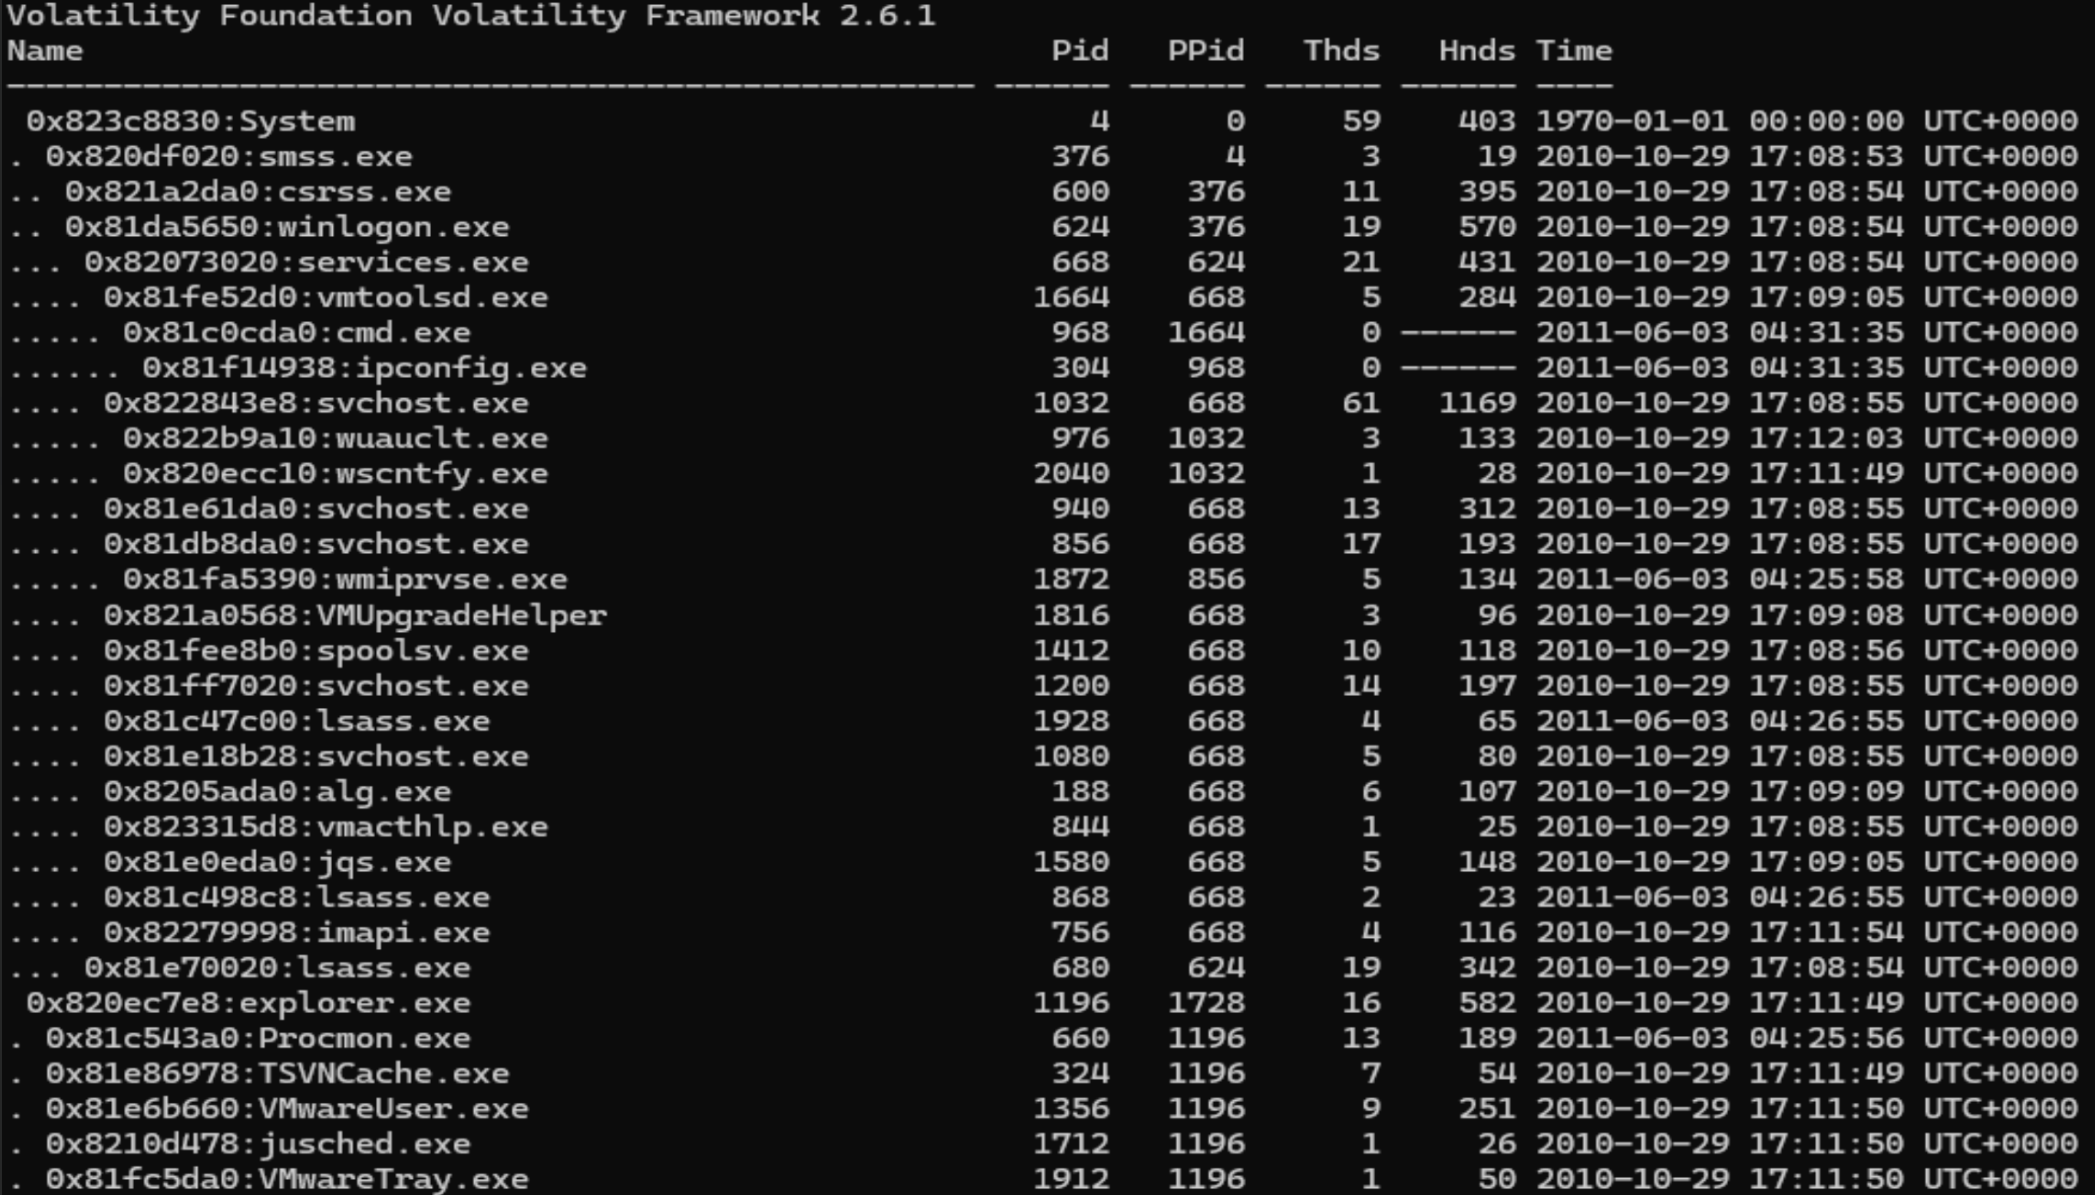 Volatility Foundation Volatility Framework 2.6.1
Name                                                  Pid   PPid   Thds   Hnds Time
-------------------------------------------------- ------ ------ ------ ------ ----
 0x823c8830:System                                      4      0     59    403 1970-01-01 00:00:00 UTC+0000
. 0x820df020:smss.exe                                 376      4      3     19 2010-10-29 17:08:53 UTC+0000
.. 0x821a2da0:csrss.exe                               600    376     11    395 2010-10-29 17:08:54 UTC+0000
.. 0x81da5650:winlogon.exe                            624    376     19    570 2010-10-29 17:08:54 UTC+0000
... 0x82073020:services.exe                           668    624     21    431 2010-10-29 17:08:54 UTC+0000
.... 0x81fe52d0:vmtoolsd.exe                         1664    668      5    284 2010-10-29 17:09:05 UTC+0000
..... 0x81c0cda0:cmd.exe                              968   1664      0 ------ 2011-06-03 04:31:35 UTC+0000
...... 0x81f14938:ipconfig.exe                        304    968      0 ------ 2011-06-03 04:31:35 UTC+0000
.... 0x822843e8:svchost.exe                          1032    668     61   1169 2010-10-29 17:08:55 UTC+0000
..... 0x822b9a10:wuauclt.exe                          976   1032      3    133 2010-10-29 17:12:03 UTC+0000
..... 0x820ecc10:wscntfy.exe                         2040   1032      1     28 2010-10-29 17:11:49 UTC+0000
.... 0x81e61da0:svchost.exe                           940    668     13    312 2010-10-29 17:08:55 UTC+0000
.... 0x81db8da0:svchost.exe                           856    668     17    193 2010-10-29 17:08:55 UTC+0000
..... 0x81fa5390:wmiprvse.exe                        1872    856      5    134 2011-06-03 04:25:58 UTC+0000
.... 0x821a0568:VMUpgradeHelper                      1816    668      3     96 2010-10-29 17:09:08 UTC+0000
.... 0x81fee8b0:spoolsv.exe                          1412    668     10    118 2010-10-29 17:08:56 UTC+0000
.... 0x81ff7020:svchost.exe                          1200    668     14    197 2010-10-29 17:08:55 UTC+0000
.... 0x81c47c00:lsass.exe                            1928    668      4     65 2011-06-03 04:26:55 UTC+0000
.... 0x81e18b28:svchost.exe                          1080    668      5     80 2010-10-29 17:08:55 UTC+0000
.... 0x8205ada0:alg.exe                               188    668      6    107 2010-10-29 17:09:09 UTC+0000
.... 0x823315d8:vmacthlp.exe                          844    668      1     25 2010-10-29 17:08:55 UTC+0000
.... 0x81e0eda0:jqs.exe                              1580    668      5    148 2010-10-29 17:09:05 UTC+0000
.... 0x81c498c8:lsass.exe                             868    668      2     23 2011-06-03 04:26:55 UTC+0000
.... 0x82279998:imapi.exe                             756    668      4    116 2010-10-29 17:11:54 UTC+0000
... 0x81e70020:lsass.exe                              680    624     19    342 2010-10-29 17:08:54 UTC+0000
 0x820ec7e8:explorer.exe                             1196   1728     16    582 2010-10-29 17:11:49 UTC+0000
. 0x81c543a0:Procmon.exe                              660   1196     13    189 2011-06-03 04:25:56 UTC+0000
. 0x81e86978:TSVNCache.exe                            324   1196      7     54 2010-10-29 17:11:49 UTC+0000
. 0x81e6b660:VMwareUser.exe                          1356   1196      9    251 2010-10-29 17:11:50 UTC+0000
. 0x8210d478:jusched.exe                             1712   1196      1     26 2010-10-29 17:11:50 UTC+0000
. 0x81fc5da0:VMwareTray.exe                          1912   1196      1     50 2010-10-29 17:11:50 UTC+0000